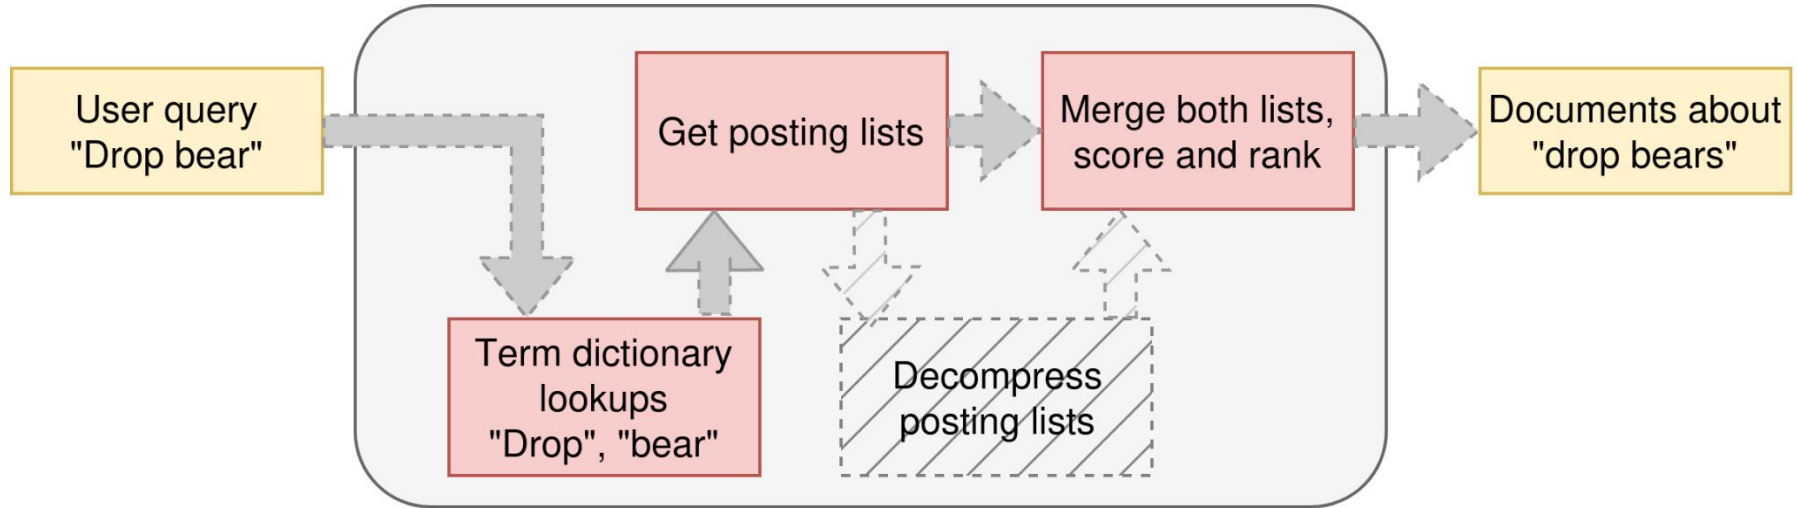 User query
"Drop bear"
Term dictionary
lookups
"Drop", "bear"
Get posting lists
Decompress
posting lists
Merge both lists,
score and rank
Documents about
"drop bears"